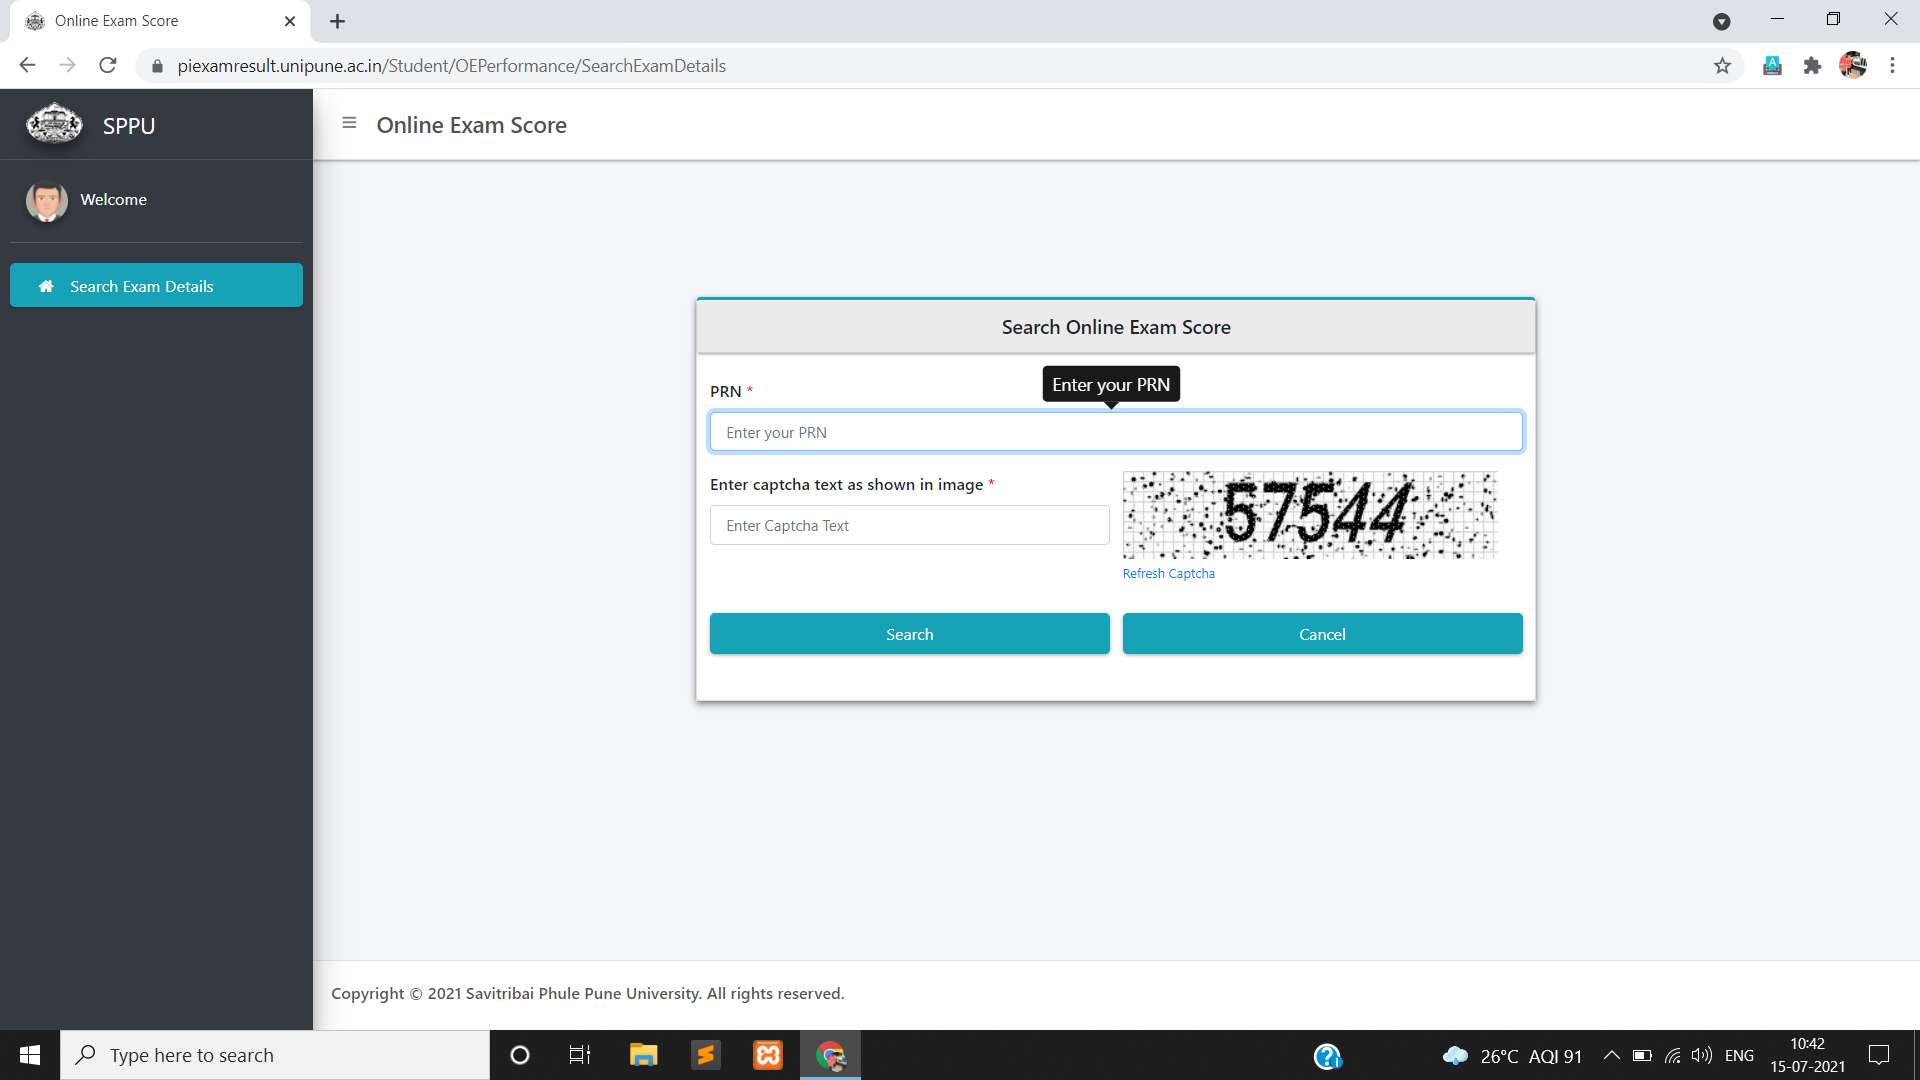 Online Exam Score
piexamresult.unipune.ac.in/Student/OEPerformance/SearchExamDetails
SPPU
Online Exam Score
Welcome
Search Exam Details
Search Online Exam Score
Enter your PRN
PRN *
Enter your PRN
Enter captcha text as shown in image *
Enter Captcha Text
57544
Refresh Captcha
Search
Cancel
Copyright © 2021 Savitribai Phule Pune University. All rights reserved.
Type here to search
26°C AQI 91
ENG
10:42
15-07-2021